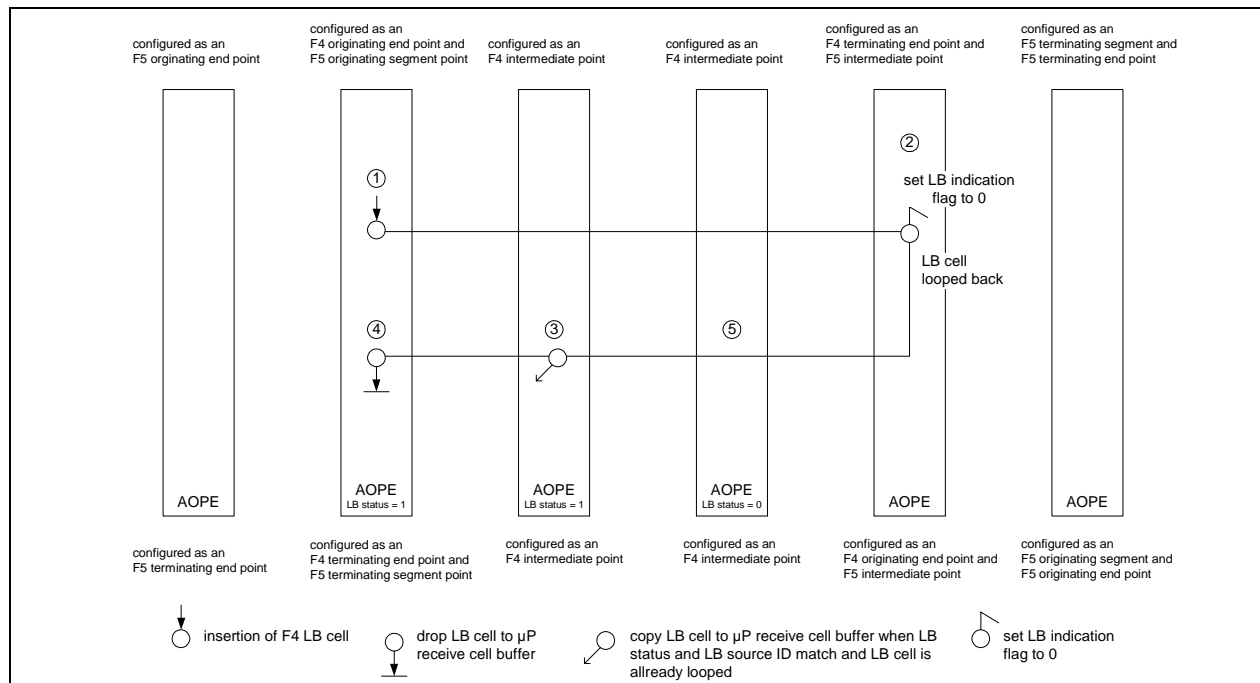 configured as an
F5 orginating end point
configured as an
F4 originating end point and
F5 originating segment point
configured as an
F4 intermediate point
configured as an
F4 intermediate point
configured as an
F4 terminating end point and
F5 intermediate point
configured as an
F5 terminating segment and
F5 terminating end point
1
2
set LB indication
flag to 0
LB cell
looped back
4
3
5
AOPE
AOPE
LB status = 1
AOPE
LB status = 1
AOPE
LB status = 0
AOPE
AOPE
configured as an
F5 terminating end point
configured as an
F4 terminating end point and
F5 terminating segment point
configured as an
F4 intermediate point
configured as an
F4 intermediate point
configured as an
F4 originating end point and
F5 intermediate point
configured as an
F5 originating segment and
F5 originating end point
insertion of F4 LB cell
drop LB cell to µP
receive cell buffer
copy LB cell to µP receive cell buffer when LB
status and LB source ID match and LB cell is
allready looped
set LB indication
flag to 0